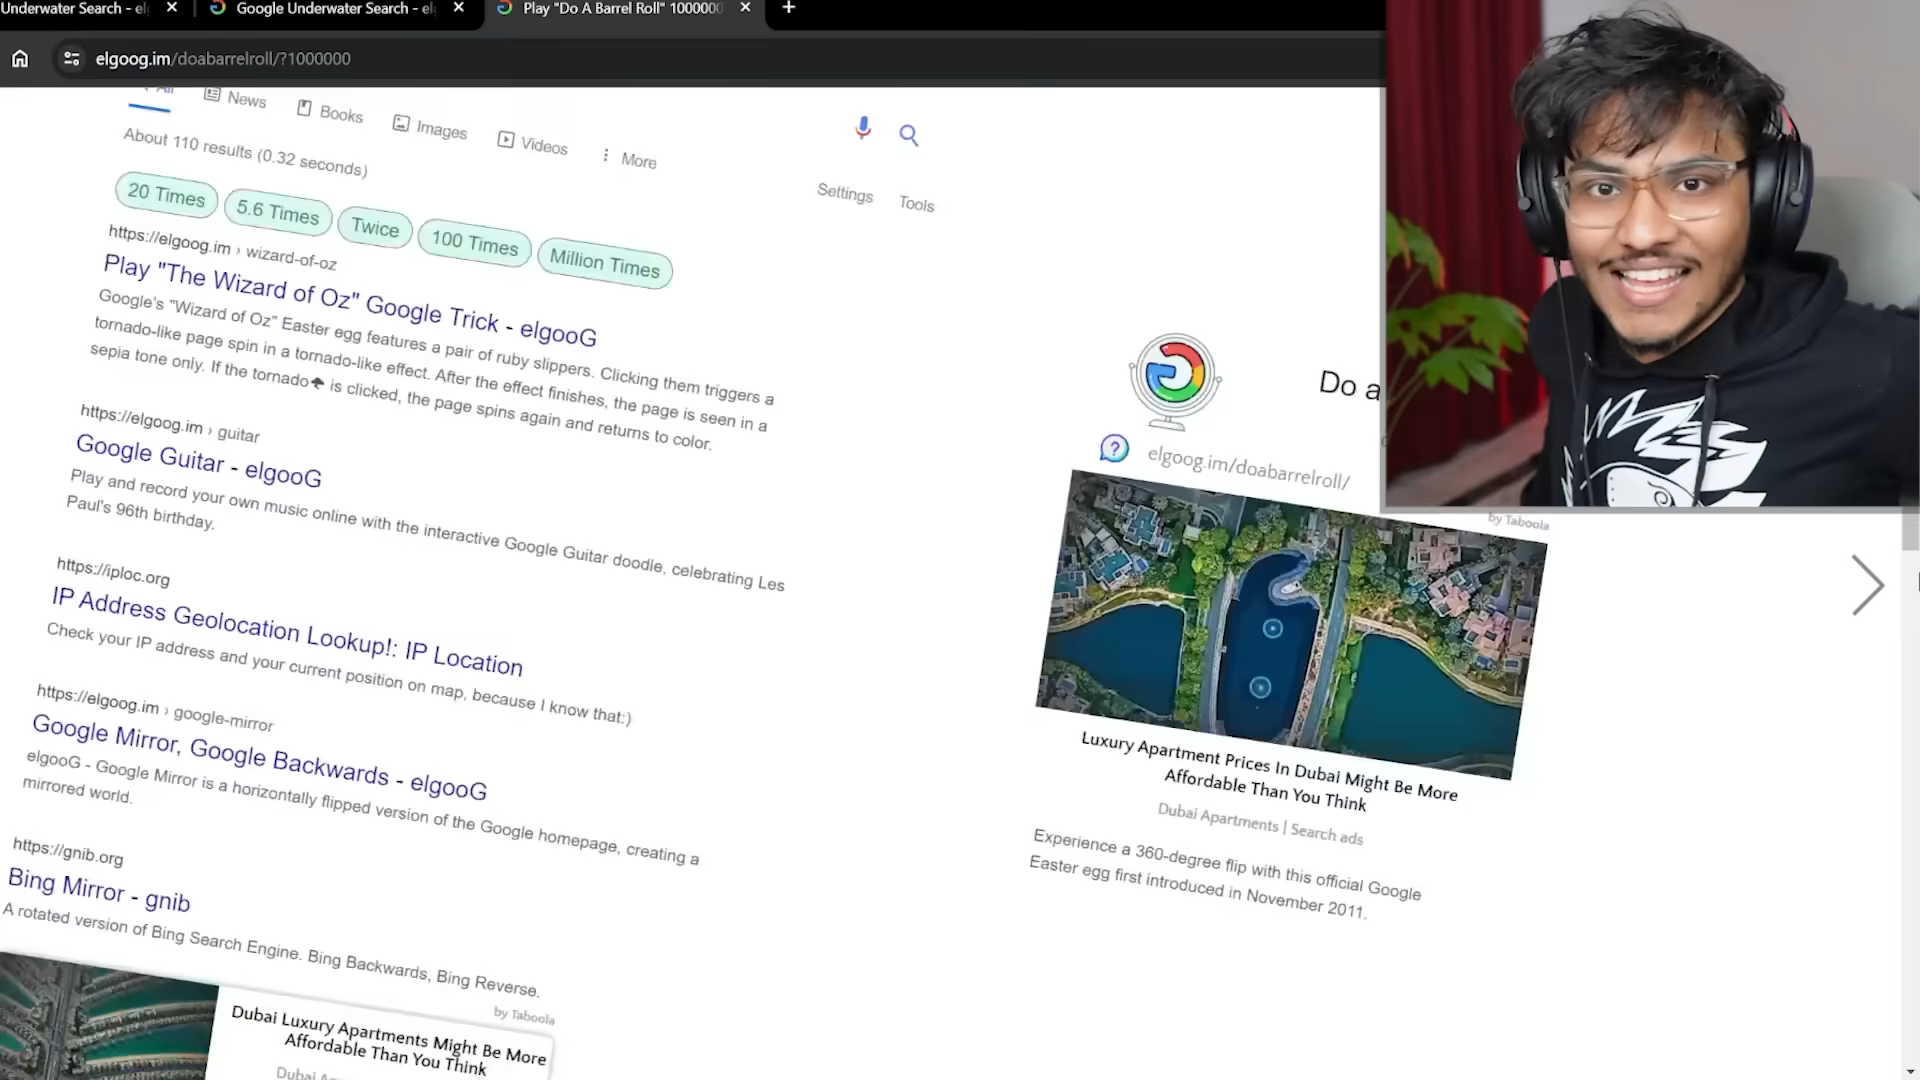 Underwater Search - el
Google Underwater Search - el
Play "Do A Barrel Roll" 1000000
elgoog.im/doabarrelroll/?1000000
All
News
Books
Images
Videos
More
Settings
Tools
About 110 results (0.32 seconds)
20 Times
5.6 Times
Twice
100 Times
Million Times
https://elgoog.im › wizard-of-oz
Play "The Wizard of Oz" Google Trick - elgooG
Google's "Wizard of Oz" Easter egg features a pair of ruby slippers. Clicking them triggers a
tornado-like page spin in a tornado-like effect. After the effect finishes, the page is seen in a
sepia tone only. If the tornado🌪 is clicked, the page spins again and returns to color.
https://elgoog.im › guitar
Google Guitar - elgooG
Play and record your own music online with the interactive Google Guitar doodle, celebrating Les
Paul's 96th birthday.
https://iploc.org
IP Address Geolocation Lookup!: IP Location
Check your IP address and your current position on map, because I know that:)
https://elgoog.im › google-mirror
Google Mirror, Google Backwards - elgooG
elgooG - Google Mirror is a horizontally flipped version of the Google homepage, creating a
mirrored world.
https://gnib.org
Bing Mirror - gnib
A rotated version of Bing Search Engine. Bing Backwards, Bing Reverse.
by Taboola
Dubai Luxury Apartments Might Be More
Affordable Than You Think
Dubai
Do a
elgoog.im/doabarrelroll/
by Taboola
Luxury Apartment Prices In Dubai Might Be More
Affordable Than You Think
Dubai Apartments | Search ads
Experience a 360-degree flip with this official Google
Easter egg first introduced in November 2011.